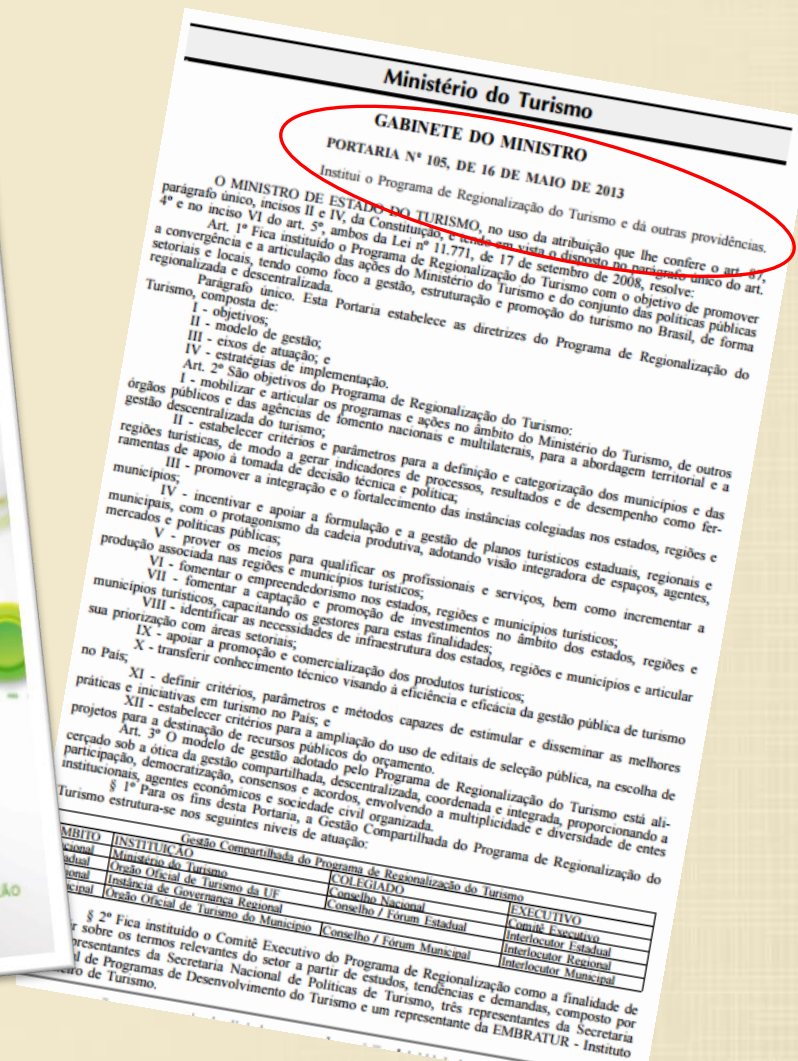 Ministério do Turismo
GABINETE DO MINISTRO
PORTARIA Nº 105, DE 16 DE MAIO DE 2013
Institui o Programa de Regionalização do Turismo e dá outras providências.
O MINISTRO DE ESTADO DO TURISMO, no uso da atribuição que lhe confere o art. 87,
parágrafo único, incisos II e IV, da Constituição, e tendo em vista o disposto no parágrafo único do art.
4º e no inciso VI do art. 5º, ambos da Lei nº 11.771, de 17 de setembro de 2008, resolve:
Art. 1º Fica instituído o Programa de Regionalização do Turismo com o objetivo de promover
a convergência e a articulação das ações do Ministério do Turismo e do conjunto das políticas públicas
setoriais e locais, tendo como foco a gestão, estruturação e promoção do turismo no Brasil, de forma
regionalizada e descentralizada.
Parágrafo único. Esta Portaria estabelece as diretrizes do Programa de Regionalização do
Turismo, composta de:
I - objetivos;
II - modelo de gestão;
III - eixos de atuação; e
IV - estratégias de implementação.
Art. 2º São objetivos do Programa de Regionalização do Turismo:
I - mobilizar e articular os programas e ações no âmbito do Ministério do Turismo, de outros
órgãos públicos e das agências de fomento nacionais e multilaterais, para a abordagem territorial e a
gestão descentralizada do turismo;
II - estabelecer critérios e parâmetros para a definição e categorização dos municípios e das
regiões turísticas, de modo a gerar indicadores de processos, resultados e de desempenho como fer-
ramentas de apoio à tomada de decisão técnica e política;
III - promover a integração e o fortalecimento das instâncias colegiadas nos estados, regiões e
municípios;
IV - incentivar e apoiar a formulação e a gestão de planos turísticos estaduais, regionais e
municipais, com o protagonismo da cadeia produtiva, adotando visão integradora de espaços, agentes,
mercados e políticas públicas;
V - prover os meios para qualificar os profissionais e serviços, bem como incrementar a
produção associada nas regiões e municípios turísticos;
VI - fomentar o empreendedorismo nos estados, regiões e municípios turísticos;
VII - fomentar a captação e promoção de investimentos no âmbito dos estados, regiões e
municípios turísticos, capacitando os gestores para estas finalidades;
VIII - identificar as necessidades de infraestrutura dos estados, regiões e municípios e articular
sua priorização com áreas setoriais;
IX - apoiar a promoção e comercialização dos produtos turísticos;
X - transferir conhecimento técnico visando à eficiência e eficácia da gestão pública de turismo
no País;
XI - definir critérios, parâmetros e métodos capazes de estimular e disseminar as melhores
práticas e iniciativas em turismo no País; e
XII - estabelecer critérios para a ampliação do uso de editais de seleção pública, na escolha de
projetos para a destinação de recursos públicos do orçamento.
Art. 3º O modelo de gestão adotado pelo Programa de Regionalização do Turismo está ali-
cerçado sob a ótica da gestão compartilhada, descentralizada, coordenada e integrada, proporcionando a
participação, democratização, consensos e acordos, envolvendo a multiplicidade e diversidade de entes
institucionais, agentes econômicos e sociedade civil organizada.
§ 1º Para os fins desta Portaria, a Gestão Compartilhada do Programa de Regionalização do
Turismo estrutura-se nos seguintes níveis de atuação:
Gestão Compartilhada do Programa de Regionalização do Turismo
MBITO INSTITUIÇÃO COLEGIADO EXECUTIVO
cional Ministério do Turismo Conselho Nacional Comitê Executivo
adual Órgão Oficial de Turismo da UF Conselho / Fórum Estadual Interlocutor Estadual
ional Instância de Governança Regional Interlocutor Regional
icipal Órgão Oficial de Turismo do Município Conselho / Fórum Municipal Interlocutor Municipal
§ 2º Fica instituído o Comitê Executivo do Programa de Regionalização como a finalidade de
r sobre os termos relevantes do setor a partir de estudos, tendências e demandas, composto por
presentantes da Secretaria Nacional de Políticas de Turismo, três representantes da Secretaria
al de Programas de Desenvolvimento do Turismo e um representante da EMBRATUR - Instituto
eiro de Turismo.
ÃO